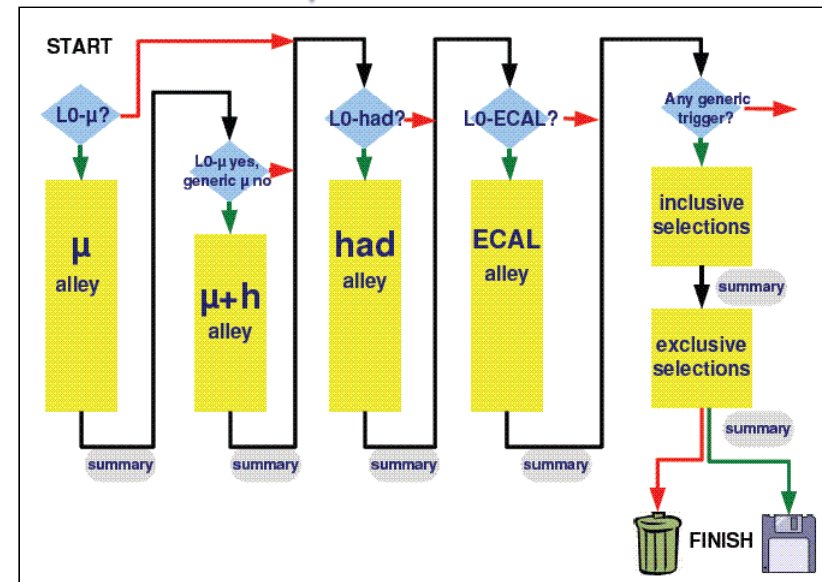 START
L0-μ?
L0-μ yes,
generic μ no
L0-had?
L0-ECAL?
Any generic
trigger?
μ
alley
μ+h
alley
had
alley
ECAL
alley
inclusive
selections
summary
exclusive
selections
summary
summary
summary
summary
summary
FINISH